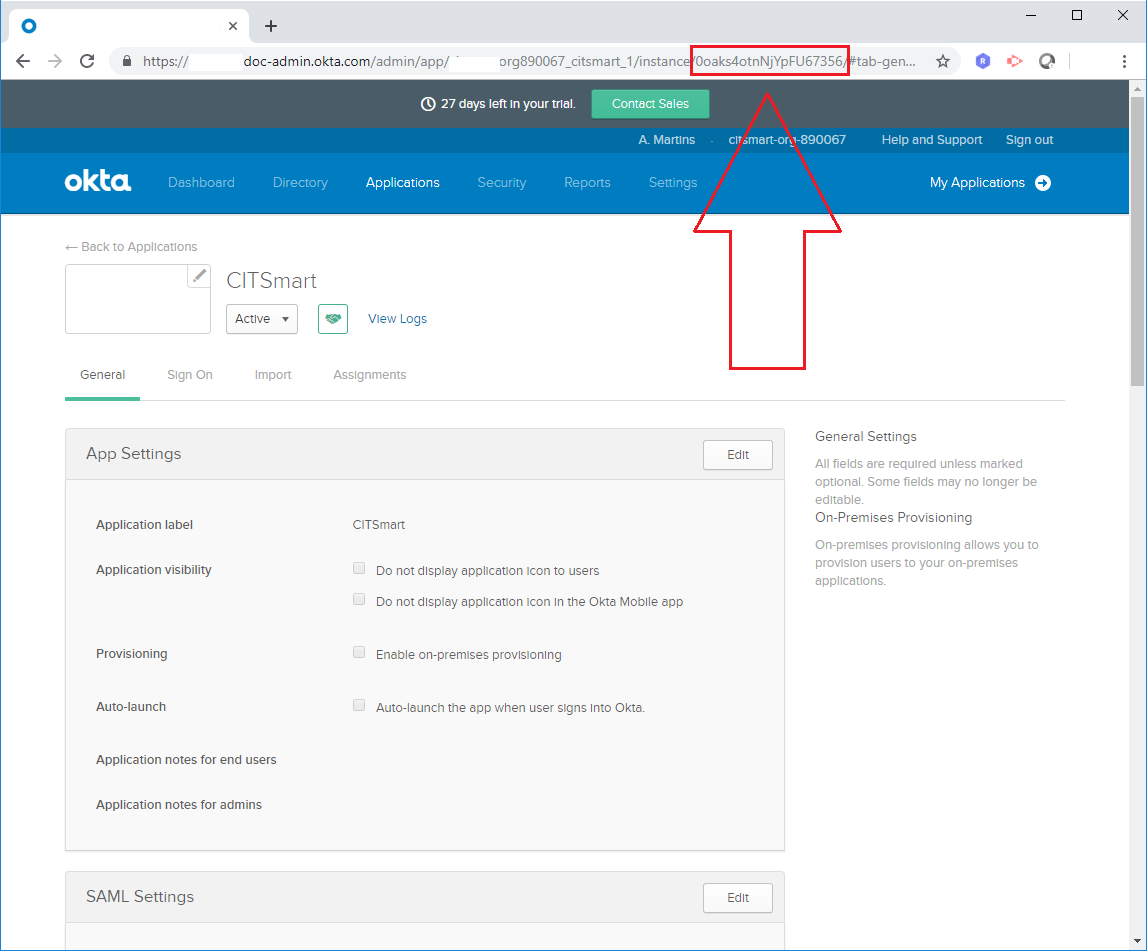 https:// doc-admin.okta.com/admin/app/ org890067_citsmart_1/instance/0oaks4otnNjYpFU67356/#tab-gen...
27 days left in your trial. Contact Sales
A. Martins citsmart-org-890067 Help and Support Sign out
okta Dashboard Directory Applications Security Reports Settings My Applications
← Back to Applications
CITSmart
Active View Logs
General Sign On Import Assignments
App Settings Edit
Application label CITSmart
Application visibility Do not display application icon to users
Do not display application icon in the Okta Mobile app
Provisioning Enable on-premises provisioning
Auto-launch Auto-launch the app when user signs into Okta.
Application notes for end users
Application notes for admins
SAML Settings Edit
General Settings
All fields are required unless marked
optional. Some fields may no longer be
editable.
On-Premises Provisioning
On-premises provisioning allows you to
provision users to your on-premises
applications.